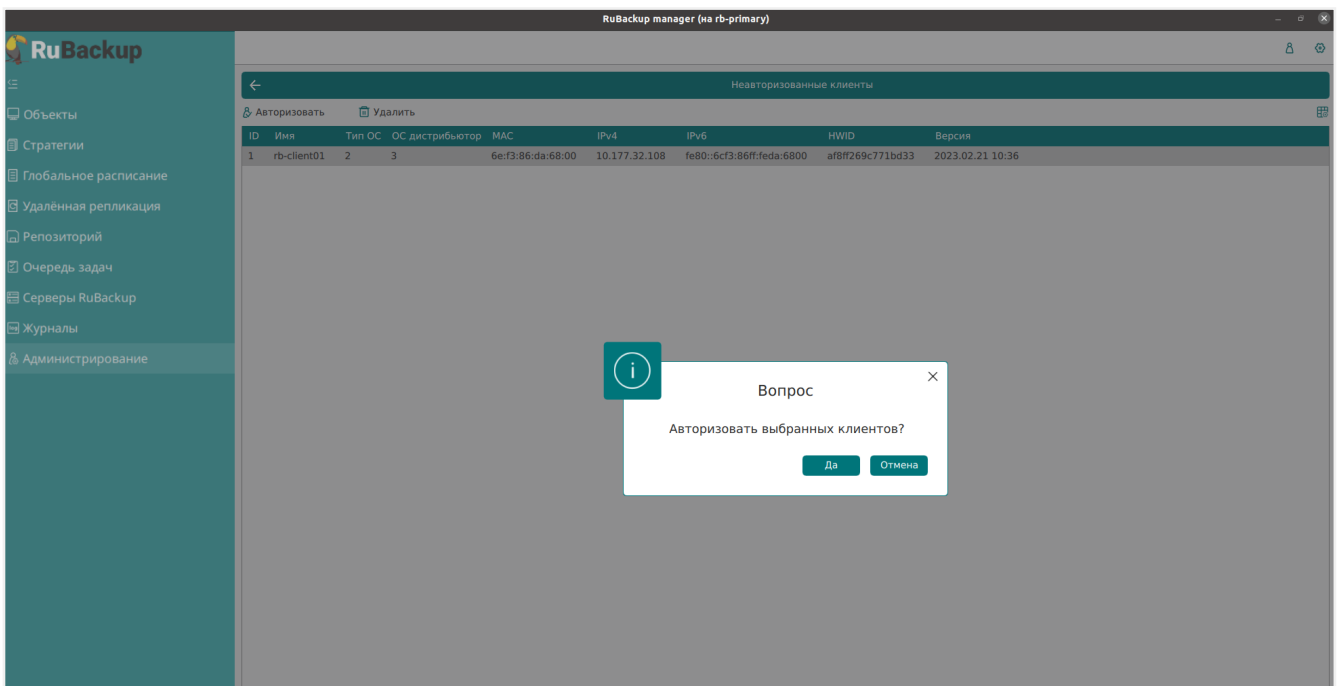 RuBackup manager (на rb-primary)
RuBackup
Объекты
Стратегии
Глобальное расписание
Удалённая репликация
Репозиторий
Очередь задач
Серверы RuBackup
Журналы
Администрирование
Неавторизованные клиенты
Авторизовать Удалить
ID Имя Тип ОС ОС дистрибьютор MAC IPv4 IPv6 HWID Версия
1 rb-client01 2 3 6e:f3:86:da:68:00 10.177.32.108 fe80::6cf3:86ff:feda:6800 af8ff269c771bd33 2023.02.21 10:36
Вопрос
Авторизовать выбранных клиентов?
Да Отмена